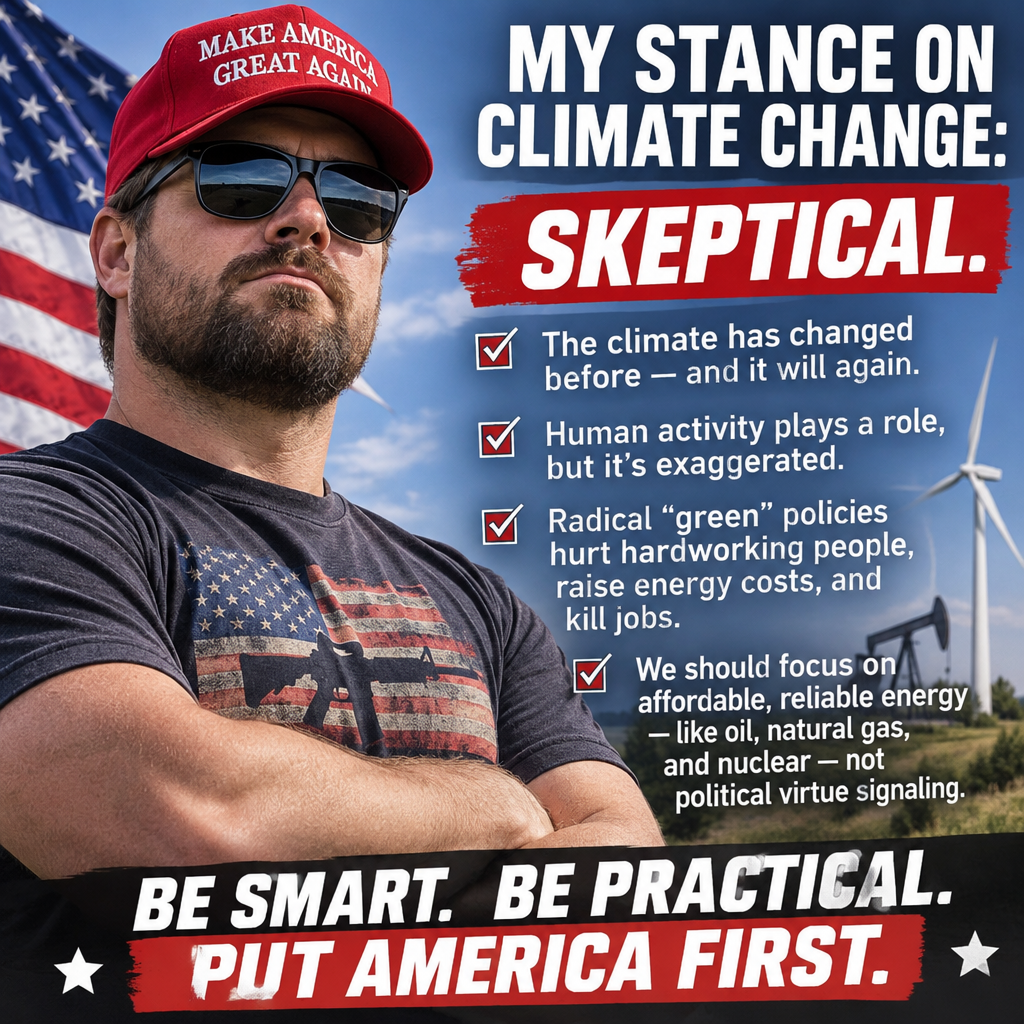 MAKE AMERICA
GREAT AGAIN
MY STANCE ON
CLIMATE CHANGE:
SKEPTICAL.
The climate has changed
before — and it will again.
Human activity plays a role,
but it's exaggerated.
Radical “green” policies
hurt hardworking people,
raise energy costs, and
kill jobs.
We should focus on
affordable, reliable energy
— like oil, natural gas,
and nuclear — not
political virtue signaling.
BE SMART. BE PRACTICAL.
PUT AMERICA FIRST.